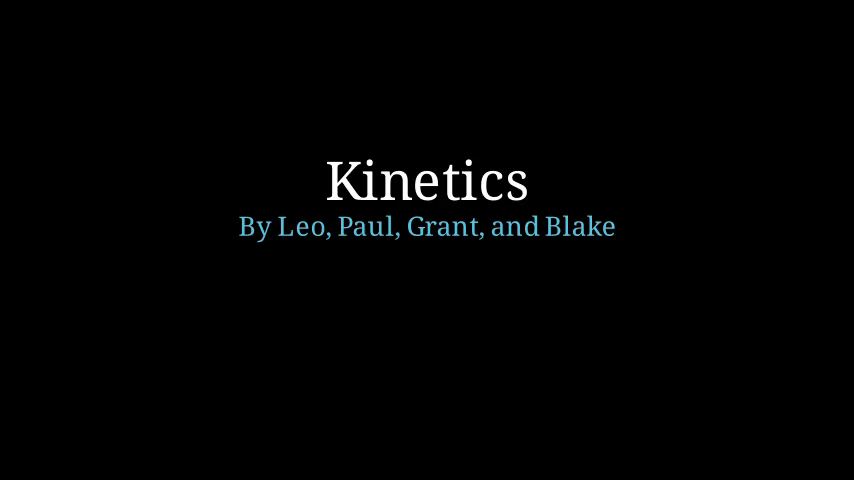 Kinetics
By Leo, Paul, Grant, and Blake